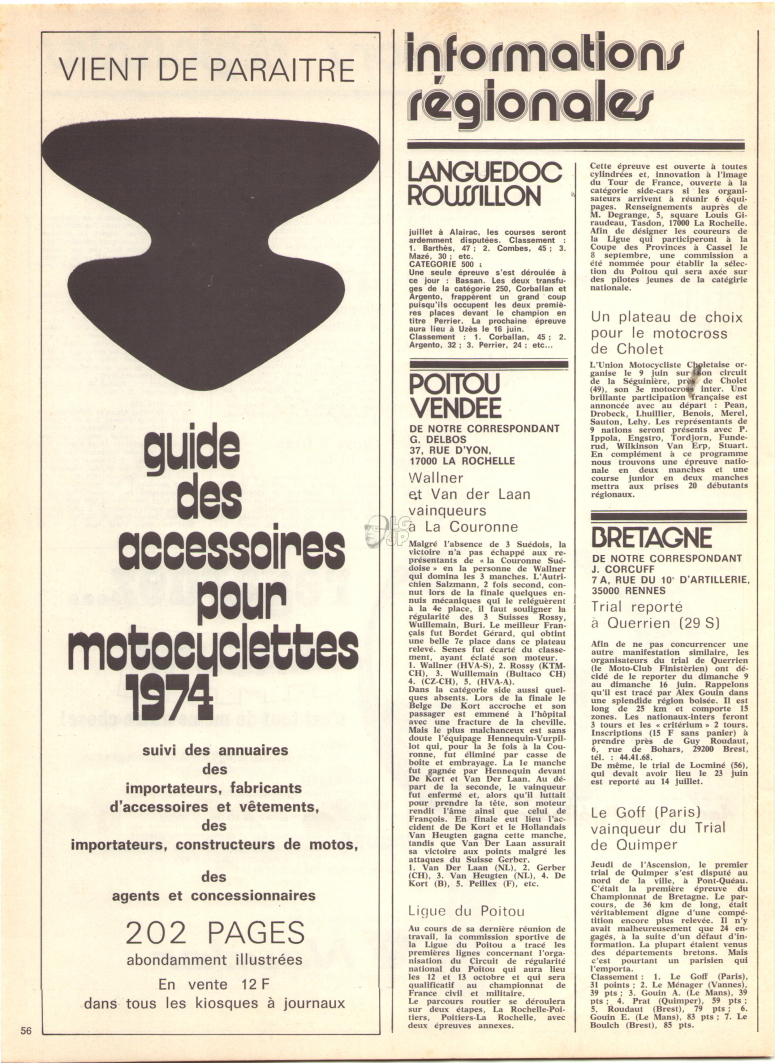 VIENT DE PARAITRE
guide
des
accessoires
pour
motocyclettes
1974
suivi des annuaires
des
importateurs, fabricants
d'accessoires et vêtements,
des
importateurs, constructeurs de motos,
des
agents et concessionnaires
202 PAGES
abondamment illustrées
En vente 12 F
dans tous les kiosques à journaux
56
informations
régionales
LANGUEDOC
ROUSSILLON
juillet à Alairac, les courses seront
ardemment disputées. Classement :
1. Barthès, 47 ; 2. Combes, 45 ; 3.
Mazé, 30 ; etc.
CATEGORIE 500 :
Une seule épreuve s'est déroulée à
ce jour : Bassan. Les deux transfu-
ges de la catégorie 250, Corballan et
Argento, frappèrent un grand coup
puisqu'ils occupent les deux premiè-
res places devant le champion en
titre Perrier. La prochaine épreuve
aura lieu à Uzès le 16 juin.
Classement : 1. Corballan, 45 ; 2.
Argento, 32 ; 3. Perrier, 24 ; etc...
POITOU
VENDEE
DE NOTRE CORRESPONDANT
G. DELBOS
37, RUE D'YON,
17000 LA ROCHELLE
Wallner
et Van der Laan
vainqueurs
à La Couronne
Malgré l'absence de 3 Suédois, la
victoire n'a pas échappé aux re-
présentants de « la Couronne Sué-
doise » en la personne de Wallner
qui domina les 3 manches. L'Autri-
chien Salzmann, 2 fois second, con-
nut lors de la finale quelques en-
nuis mécaniques qui le reléguèrent
à la 4e place, il faut souligner la
régularité des 3 Suisses Rossy,
Wuillemain, Buri. Le meilleur Fran-
çais fut Bordet Gérard, qui obtint
une belle 7e place dans ce plateau
relevé. Senes fut écarté du classe-
ment, ayant éclaté son moteur.
1. Wallner (HVA-S), 2. Rossy (KTM-
CH), 3. Wuillemain (Bultaco CH)
4. (CZ-CH), 5. (HVA-A).
Dans la catégorie side aussi quel-
ques absents. Lors de la finale le
Belge De Kort accroche et son
passager est emmené à l'hôpital
avec une fracture de la cheville.
Mais le plus malchanceux est sans
doute l'équipage Hennequin-Vurpil-
lot qui, pour la 3e fois à la Cou-
ronne, fut éliminé par casse de
boîte et embrayage. La 1e manche
fut gagnée par Hennequin devant
De Kort et Van Der Laan. Au dé-
part de la seconde, le vainqueur
fut enfermé et, alors qu'il luttait
pour prendre la tête, son moteur
rendit l'âme ainsi que celui de
François. En finale eut lieu l'ac-
cident de De Kort et le Hollandais
Van Heugten gagna cette manche,
tandis que Van Der Laan assurait
sa victoire aux points malgré les
attaques du Suisse Gerber.
1. Van Der Laan (NL), 2. Gerber
(CH), 3. Van Heugten (NL), 4. De
Kort (B), 5. Peillex (F), etc.
Ligue du Poitou
Au cours de sa dernière réunion de
travail, la commission sportive de
la Ligue du Poitou a tracé les
premières lignes concernant l'orga-
nisation du Circuit de régularité
national du Poitou qui aura lieu
les 12 et 13 octobre et qui sera
qualificatif au championnat de
France civil et militaire.
Le parcours routier se déroulera
sur deux étapes, La Rochelle-Poi-
tiers, Poitiers-La Rochelle, avec
deux épreuves annexes.
Cette épreuve est ouverte à toutes
cylindrées et, innovation à l'image
du Tour de France, ouverte à la
catégorie side-cars si les organi-
sateurs arrivent à réunir 6 équi-
pages. Renseignements auprès de
M. Degrange, 5, square Louis Gi-
raudeau, Tasdon, 17000 La Rochelle.
Afin de désigner les coureurs de
la Ligue qui participeront à la
Coupe des Provinces à Cassel le
8 septembre, une commission a
été nommée pour établir la sélec-
tion du Poitou qui sera axée sur
des pilotes jeunes de la catégirie
nationale.
Un plateau de choix
pour le motocross
de Cholet
L'Union Motocycliste Choletaise or-
ganise le 9 juin sur son circuit
de la Séguinière, près de Cholet
(49), son 3e motocross inter. Une
brillante participation française est
annoncée avec au départ : Pean,
Drobeck, Lhuillier, Benois, Merel,
Sauton, Lehy. Les représentants de
9 nations seront présents avec P.
Ippola, Engstro, Tordjorn, Funde-
rud, Wilkinson Van Erp, Stuart.
En complément à ce programme
nous trouvons une épreuve natio-
nale en deux manches et une
course junior en deux manches
mettra aux prises 20 débutants
régionaux.
BRETAGNE
DE NOTRE CORRESPONDANT
J. CORCUFF
7 A, RUE DU 10e D'ARTILLERIE,
35000 RENNES
Trial reporté
à Querrien (29 S)
Afin de ne pas concurrencer une
autre manifestation similaire, les
organisateurs du trial de Querrien
(le Moto-Club Finistèrien) ont dé-
cidé de le reporter du dimanche 9
au dimanche 16 juin. Rappelons
qu'il est tracé par Alex Gouin dans
une splendide région boisée. Il est
long de 25 km et comporte 15
zones. Les nationaux-inters feront
3 tours et les « critérium » 2 tours.
Inscriptions (15 F sans panier) à
prendre près de Guy Roudaut,
6, rue de Bohars, 29200 Brest,
tél. : 44.41.68.
De même, le trial de Locminé (56),
qui devait avoir lieu le 23 juin
est reporté au 14 juillet.
Le Goff (Paris)
vainqueur du Trial
de Quimper
Jeudi de l'Ascension, le premier
trial de Quimper s'est disputé au
nord de la ville, à Pont-Quéau.
C'était la première épreuve du
Championnat de Bretagne. Le par-
cours, de 36 km de long, était
véritablement digne d'une compé-
tition encore plus relevée. Il n'y
avait malheureusement que 24 en-
gagés, à la suite d'un défaut d'in-
formation. La plupart étaient venus
des départements bretons. Mais
c'est pourtant un parisien qui
l'emporta.
Classement : 1. Le Goff (Paris),
31 points ; 2. Le Ménager (Vannes),
39 pts ; 3. Gouin A. (Le Mans), 39
pts ; 4. Prat (Quimper), 59 pts ;
5. Roudaut (Brest), 79 pts ; 6.
Gouin E. (Le Mans), 83 pts ; 7. Le
Boulch (Brest), 85 pts.